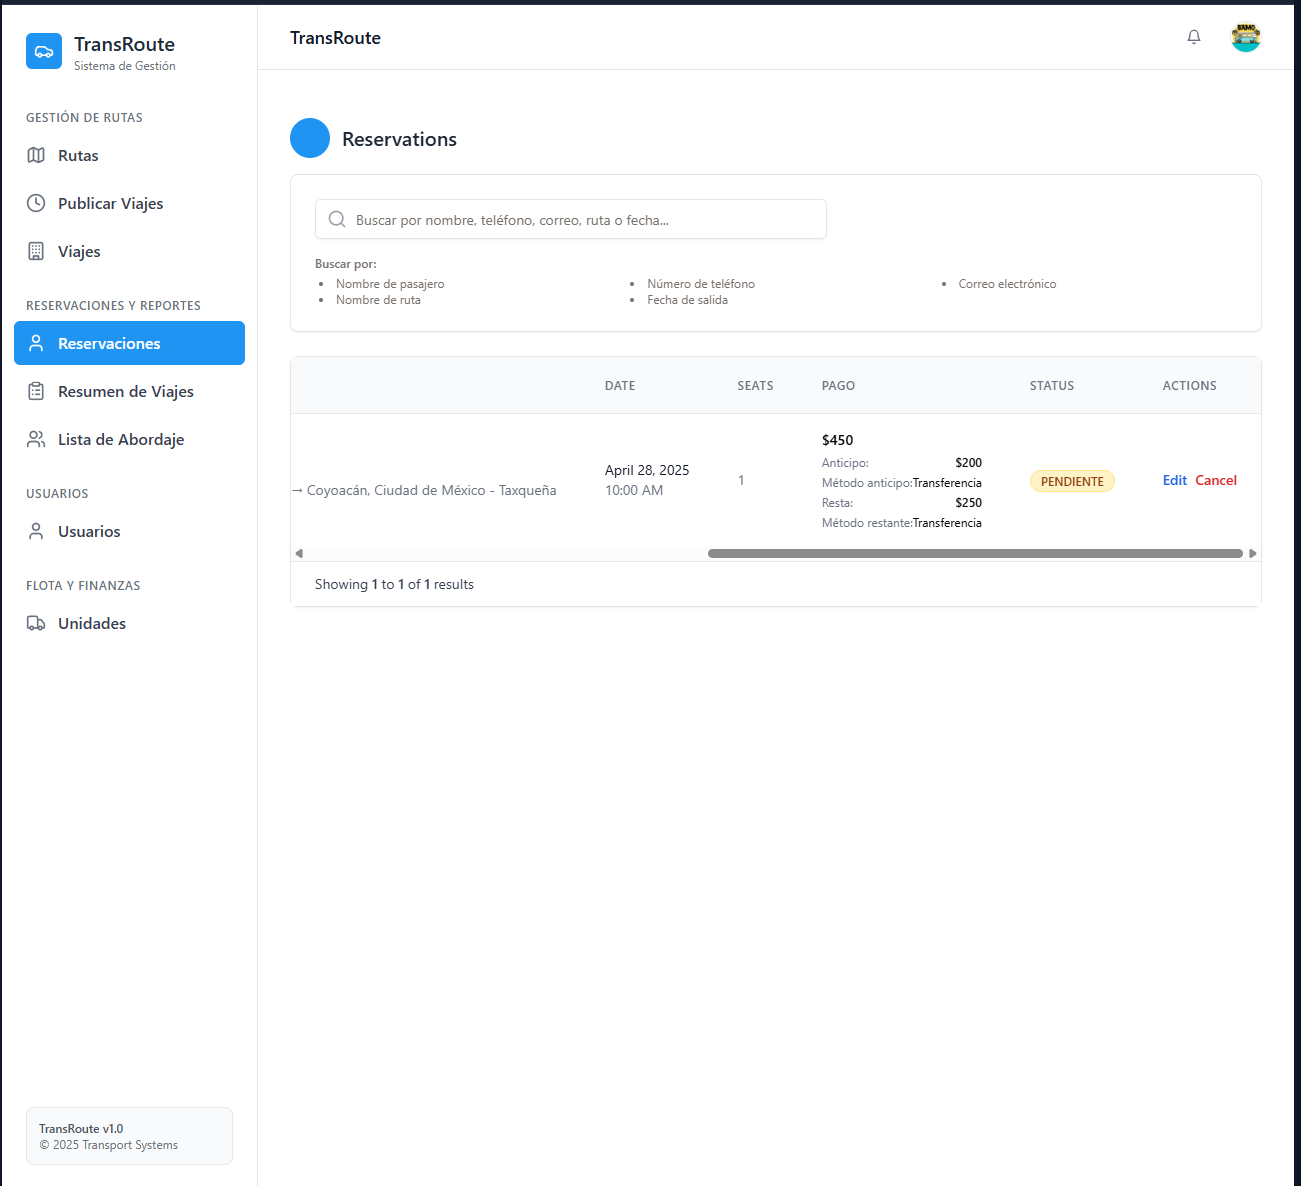 TransRoute
Sistema de Gestión
GESTIÓN DE RUTAS
Rutas
Publicar Viajes
Viajes
RESERVACIONES Y REPORTES
Reservaciones
Resumen de Viajes
Lista de Abordaje
USUARIOS
Usuarios
FLOTA Y FINANZAS
Unidades
TransRoute v1.0
© 2025 Transport Systems
TransRoute
Reservations
Buscar por nombre, teléfono, correo, ruta o fecha...
Buscar por:
• Nombre de pasajero
• Número de teléfono
• Correo electrónico
• Nombre de ruta
• Fecha de salida
DATE SEATS PAGO STATUS ACTIONS
→ Coyoacán, Ciudad de México - Taxqueña
April 28, 2025
10:00 AM
1
$450
Anticipo: $200
Método anticipo:Transferencia
Resta: $250
Método restante:Transferencia
PENDIENTE
Edit Cancel
Showing 1 to 1 of 1 results